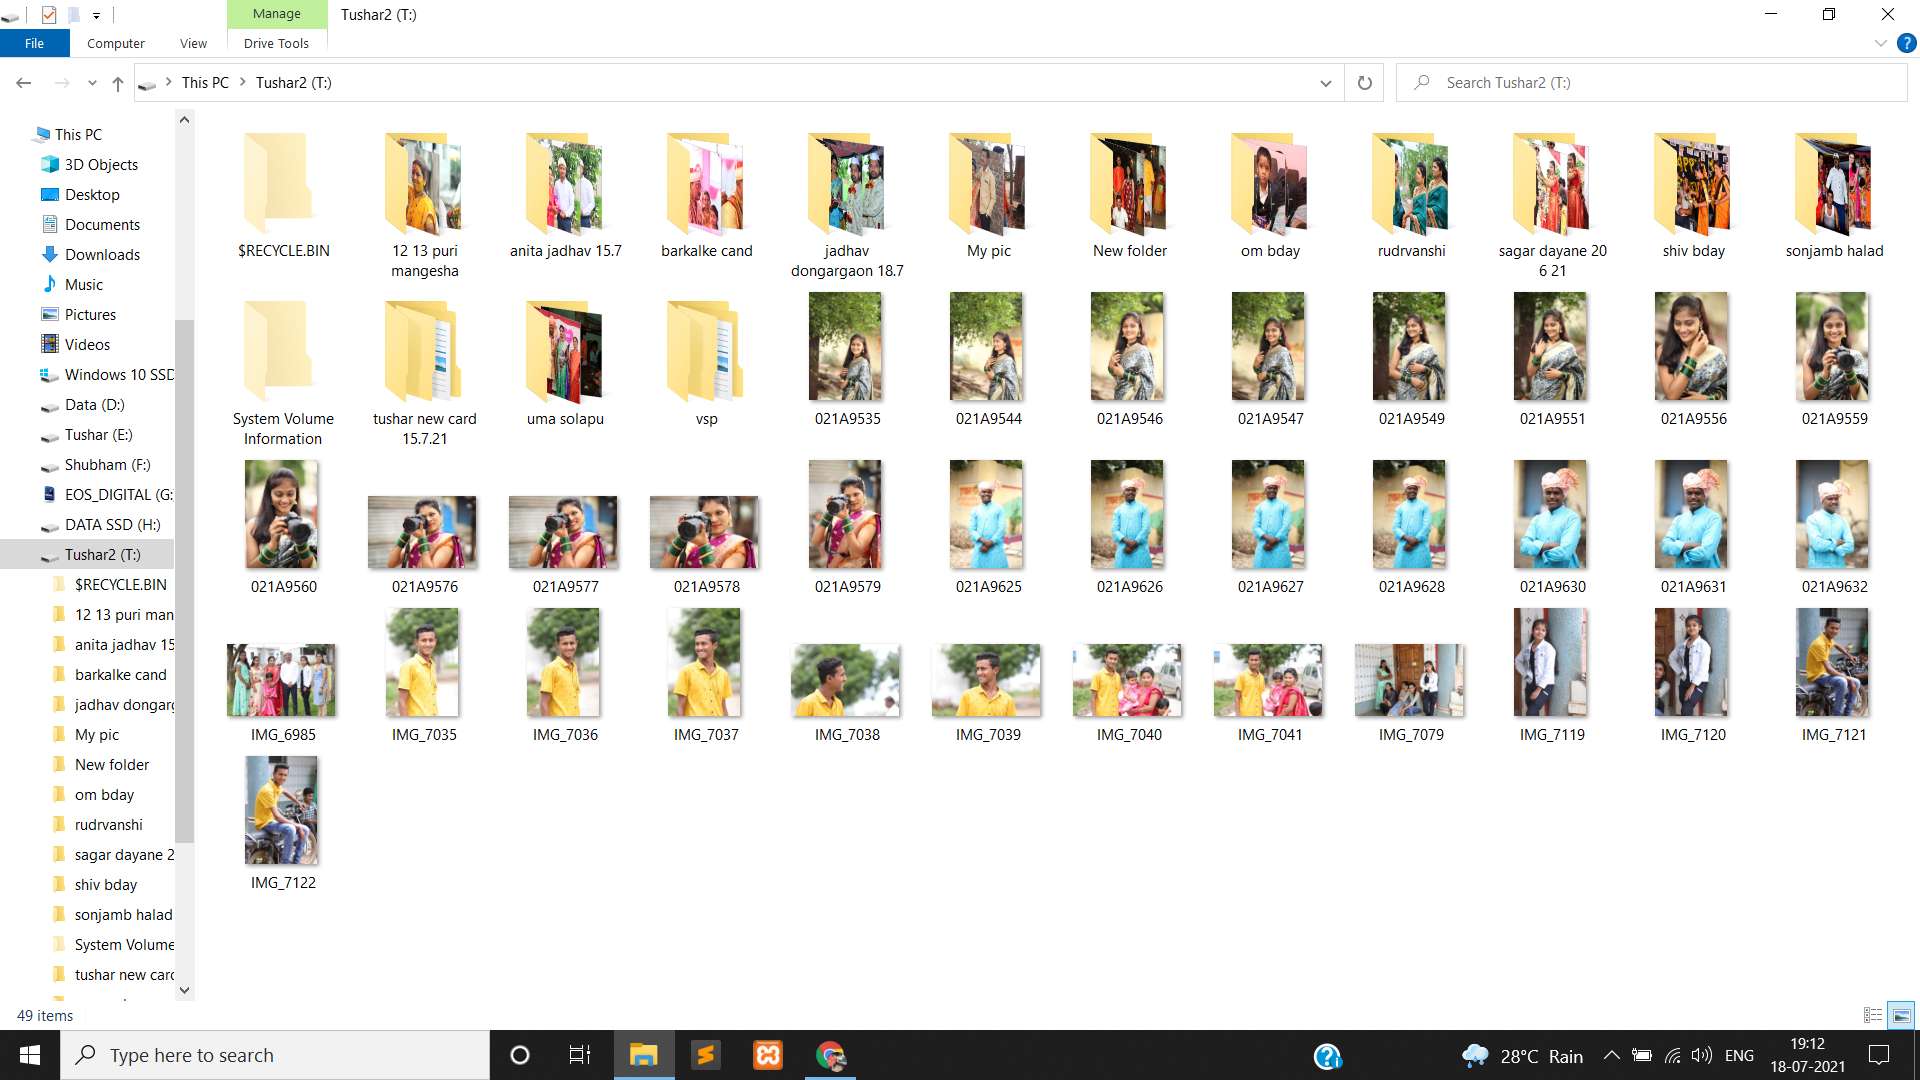 Manage
Tushar2 (T:)
File
Computer
View
Drive Tools
This PC
Tushar2 (T:)
Search Tushar2 (T:)
This PC
3D Objects
Desktop
Documents
Downloads
Music
Pictures
Videos
Windows 10 SSD
Data (D:)
Tushar (E:)
Shubham (F:)
EOS_DIGITAL (G:
DATA SSD (H:)
Tushar2 (T:)
$RECYCLE.BIN
12 13 puri man
anita jadhav 15
barkalke cand
jadhav dongar
My pic
New folder
om bday
rudrvanshi
sagar dayane 2
shiv bday
sonjamb halad
System Volume
tushar new card
$RECYCLE.BIN
12 13 puri
mangesha
anita jadhav 15.7
barkalke cand
jadhav
dongargaon 18.7
My pic
New folder
om bday
rudrvanshi
sagar dayane 20
6 21
shiv bday
sonjamb halad
System Volume
Information
tushar new card
15.7.21
uma solapu
vsp
021A9535
021A9544
021A9546
021A9547
021A9549
021A9551
021A9556
021A9559
021A9560
021A9576
021A9577
021A9578
021A9579
021A9625
021A9626
021A9627
021A9628
021A9630
021A9631
021A9632
IMG_6985
IMG_7035
IMG_7036
IMG_7037
IMG_7038
IMG_7039
IMG_7040
IMG_7041
IMG_7079
IMG_7119
IMG_7120
IMG_7121
IMG_7122
49 items
Type here to search
28°C Rain
ENG
19:12
18-07-2021